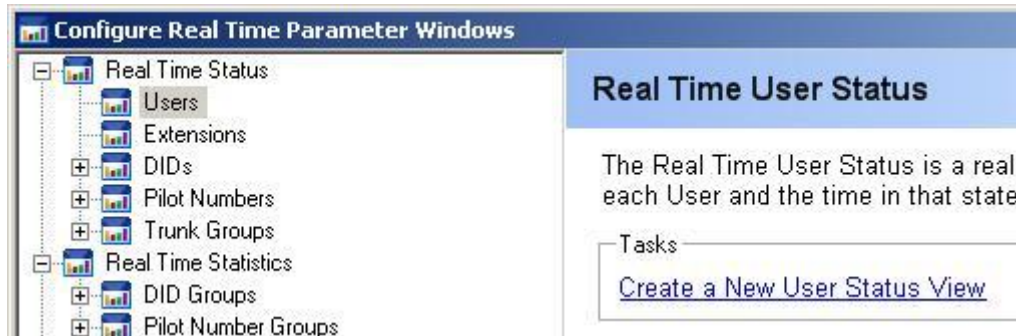 Configure Real Time Parameter Windows
Real Time Status
Users
Extensions
DIDs
Pilot Numbers
Trunk Groups
Real Time Statistics
DID Groups
Pilot Number Groups
Real Time User Status
The Real Time User Status is a real
each User and the time in that state
Tasks
Create a New User Status View